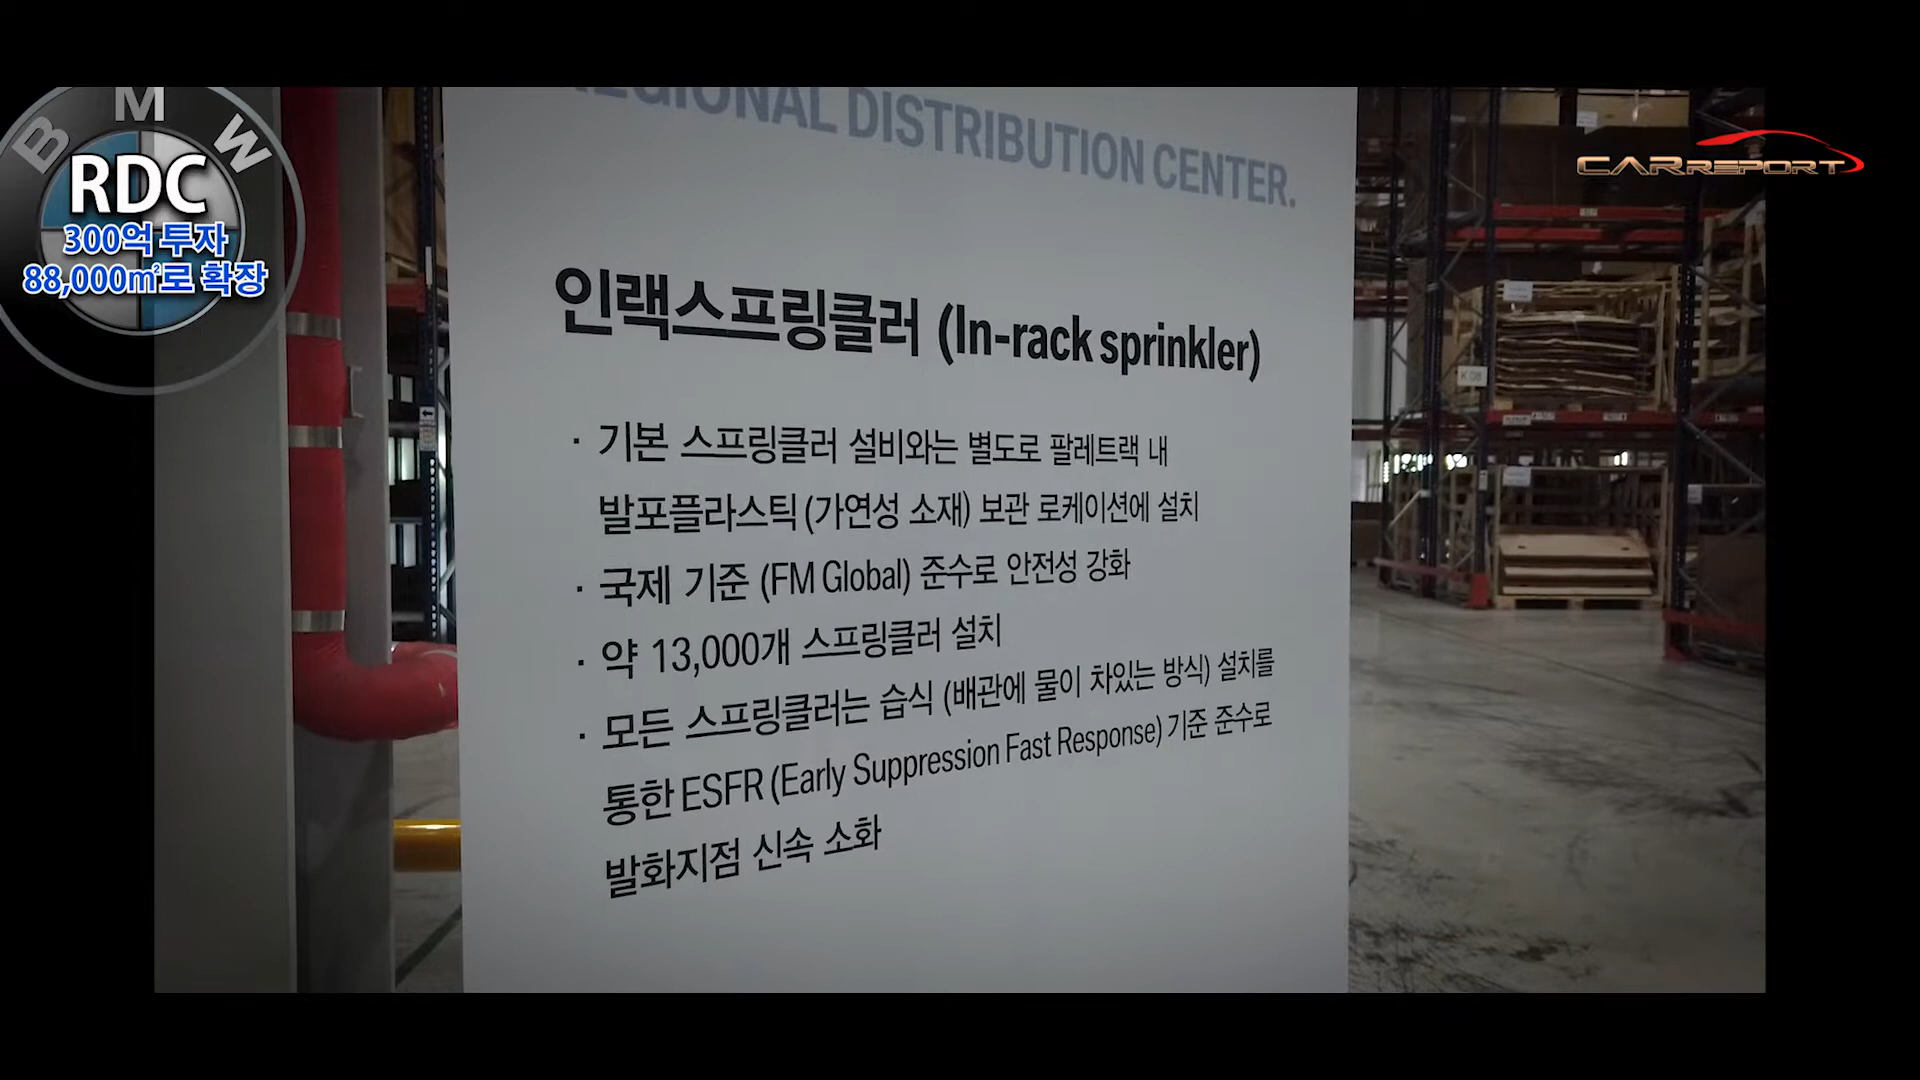 BMW
RDC
300억 투자
88,000㎡로 확장
CARREPORT
REGIONAL DISTRIBUTION CENTER.
인랙스프링클러 (In-rack sprinkler)
· 기본 스프링클러 설비와는 별도로 팔레트랙 내
발포플라스틱 (가연성 소재) 보관 로케이션에 설치
· 국제 기준 (FM Global) 준수로 안전성 강화
· 약 13,000개 스프링클러 설치
· 모든 스프링클러는 습식 (배관에 물이 차있는 방식) 설치를
통한 ESFR (Early Suppression Fast Response) 기준 준수로
발화지점 신속 소화
K 08